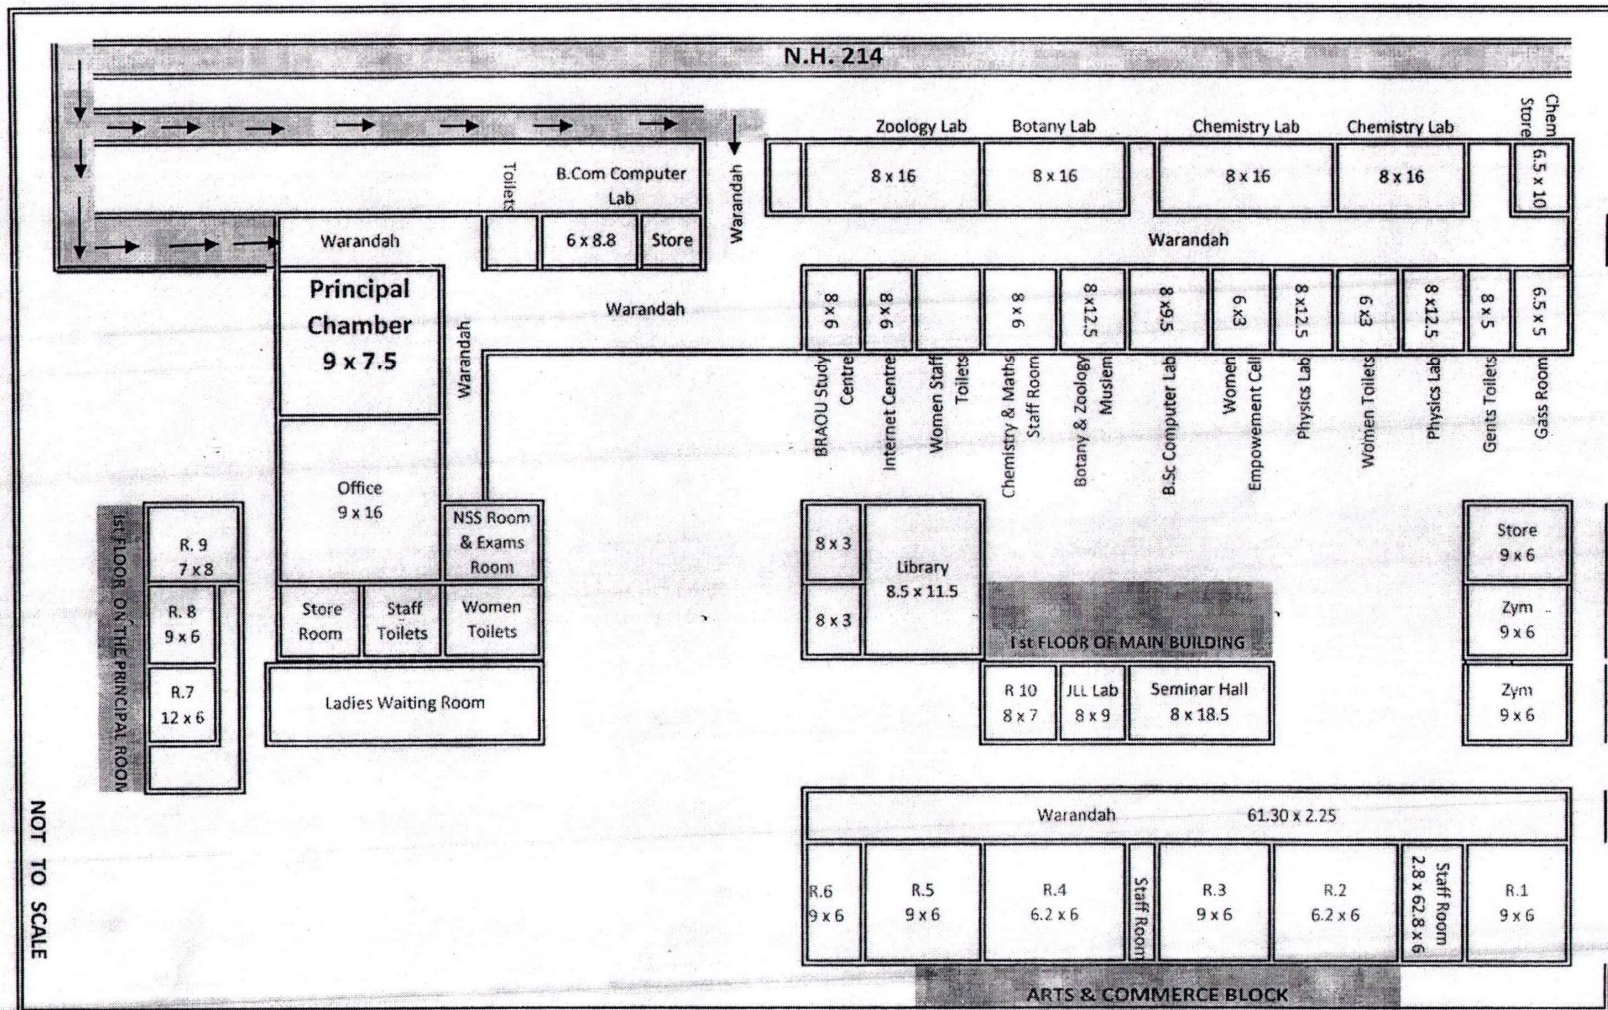 N.H. 214
Zoology Lab
Botany Lab
Chemistry Lab
Chemistry Lab
Chem
Store
8 x 16
8 x 16
8 x 16
8 x 16
6.5 x 10
Toilets
B.Com Computer
Lab
Warandah
Warandah
6 x 8.8
Store
Warandah
Principal
Chamber
9 x 7.5
Warandah
Warandah
8 x 6
8 x 6
8 x 6
8 x12.5
8 x9.5
6 x3
8 x12.5
6 x3
8 x12.5
8 x 5
6.5 x 5
BRAOU Study
Centre
Internet Centre
Women Staff
Toilets
Chemistry & Maths
Staff Room
Botany & Zoology
Musiem
B.Sc Computer Lab
Women
Empowement Cell
Physics Lab
Women Toilets
Physics Lab
Gents Toilets
Gass Room
Office
9 x 16
NSS Room
& Exams
Room
Store
Room
Staff
Toilets
Women
Toilets
Ladies Waiting Room
IST FLOOR ON THE PRINCIPAL ROOM
R. 9
7 x 8
R. 8
9 x 6
R.7
12 x 6
8 x 3
8 x 3
Library
8.5 x 11.5
I st FLOOR OF MAIN BUILDING
R 10
8 x 7
JLL Lab
8 x 9
Seminar Hall
8 x 18.5
Store
9 x 6
Zym
9 x 6
Zym
9 x 6
Warandah
61.30 x 2.25
R.6
9 x 6
R.5
9 x 6
R.4
6.2 x 6
Staff Room
R.3
9 x 6
R.2
6.2 x 6
Staff Room
2.8 x 62.8 x 6
R.1
9 x 6
ARTS & COMMERCE BLOCK
NOT TO SCALE